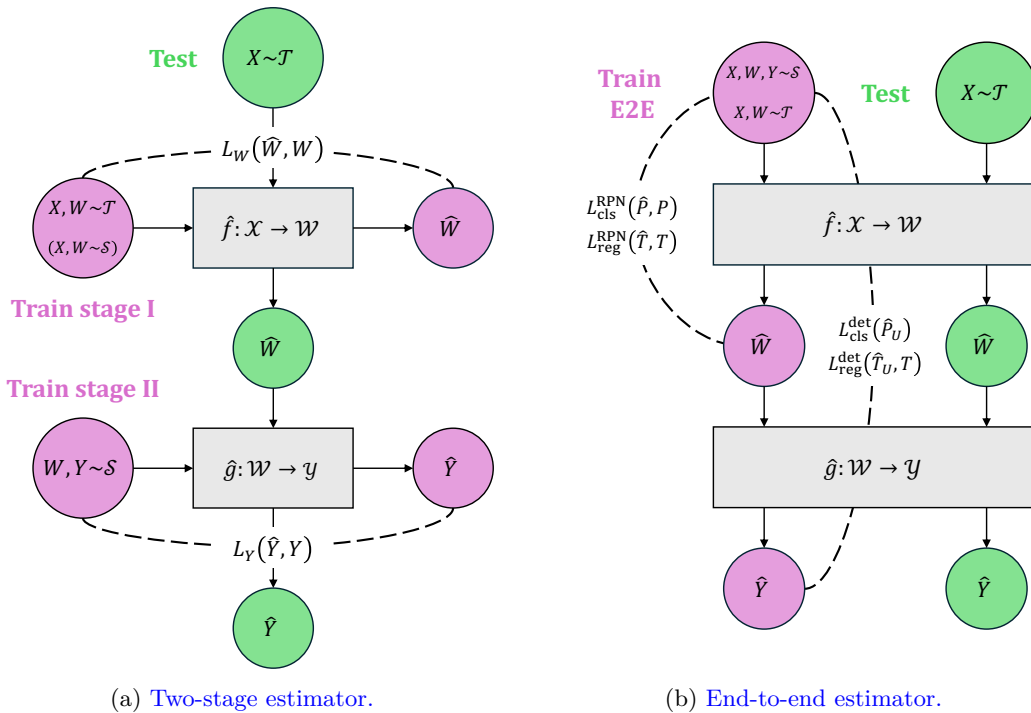 Test
X~𝒯
L_W(Ŵ, W)
X, W~𝒯
(X, W~𝒮)
f̂: 𝒳 → 𝒲
Ŵ
Train stage I
Ŵ
Train stage II
W, Y~𝒮
ĝ: 𝒲 → 𝒴
Ŷ
L_Y(Ŷ, Y)
Ŷ
(a) Two-stage estimator.
Train
E2E
X, W, Y~𝒮
X, W~𝒯
Test
X~𝒯
f̂: 𝒳 → 𝒲
L_cls^RPN(P̂, P)
L_reg^RPN(T̂, T)
Ŵ
L_cls^det(P̂_U)
L_reg^det(T̂_U, T)
Ŵ
ĝ: 𝒲 → 𝒴
Ŷ
Ŷ
(b) End-to-end estimator.